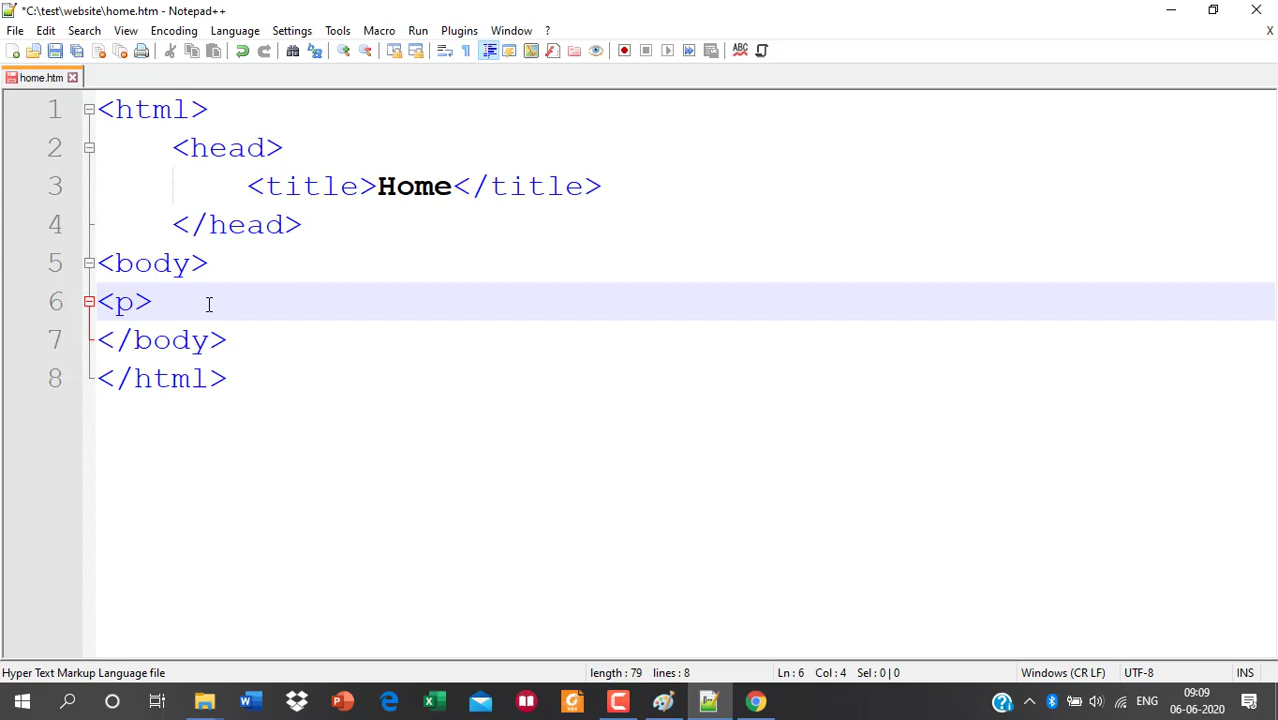 *C:\test\website\home.htm - Notepad++
File Edit Search View Encoding Language Settings Tools Macro Run Plugins Window ? X
home.htm
1 <html>
2 <head>
3 <title>Home</title>
4 </head>
5 <body>
6 <p>
7 </body>
8 </html>
Hyper Text Markup Language file length : 79 lines : 8 Ln : 6 Col : 4 Sel : 0 | 0 Windows (CR LF) UTF-8 INS
ENG 09:09
06-06-2020